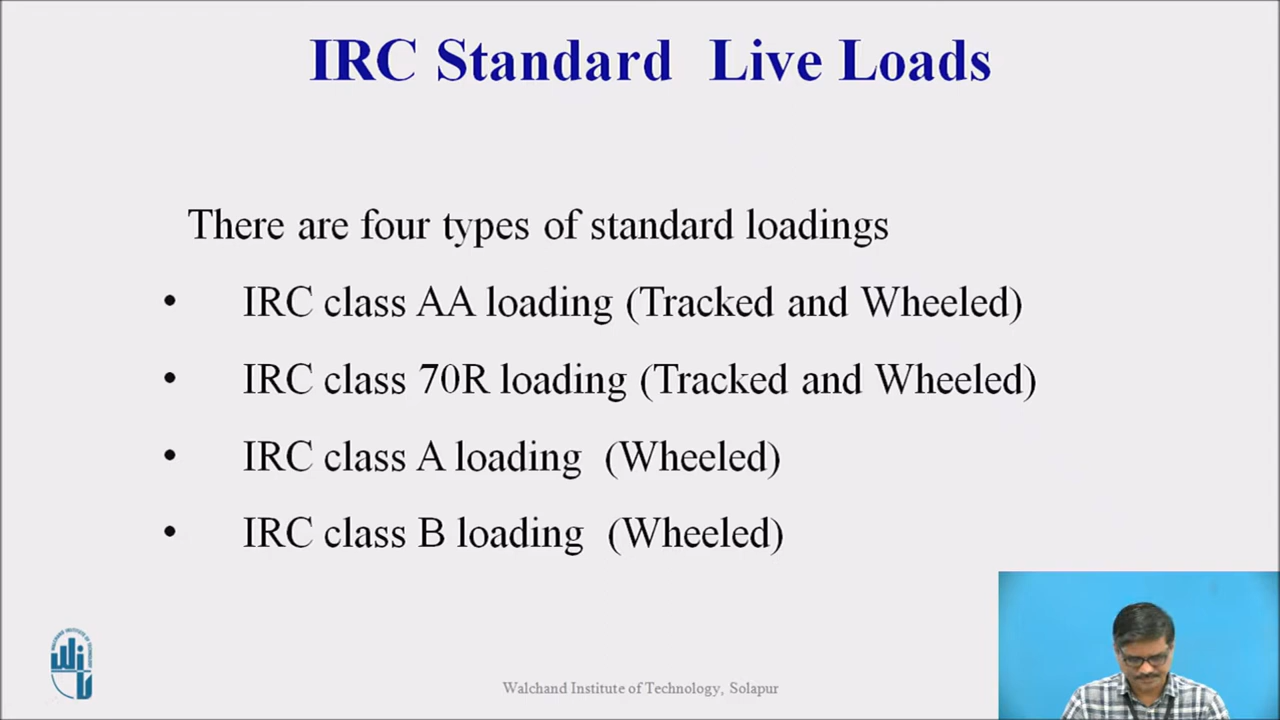 IRC Standard Live Loads
There are four types of standard loadings
• IRC class AA loading (Tracked and Wheeled)
• IRC class 70R loading (Tracked and Wheeled)
• IRC class A loading (Wheeled)
• IRC class B loading (Wheeled)
Walchand Institute of Technology, Solapur